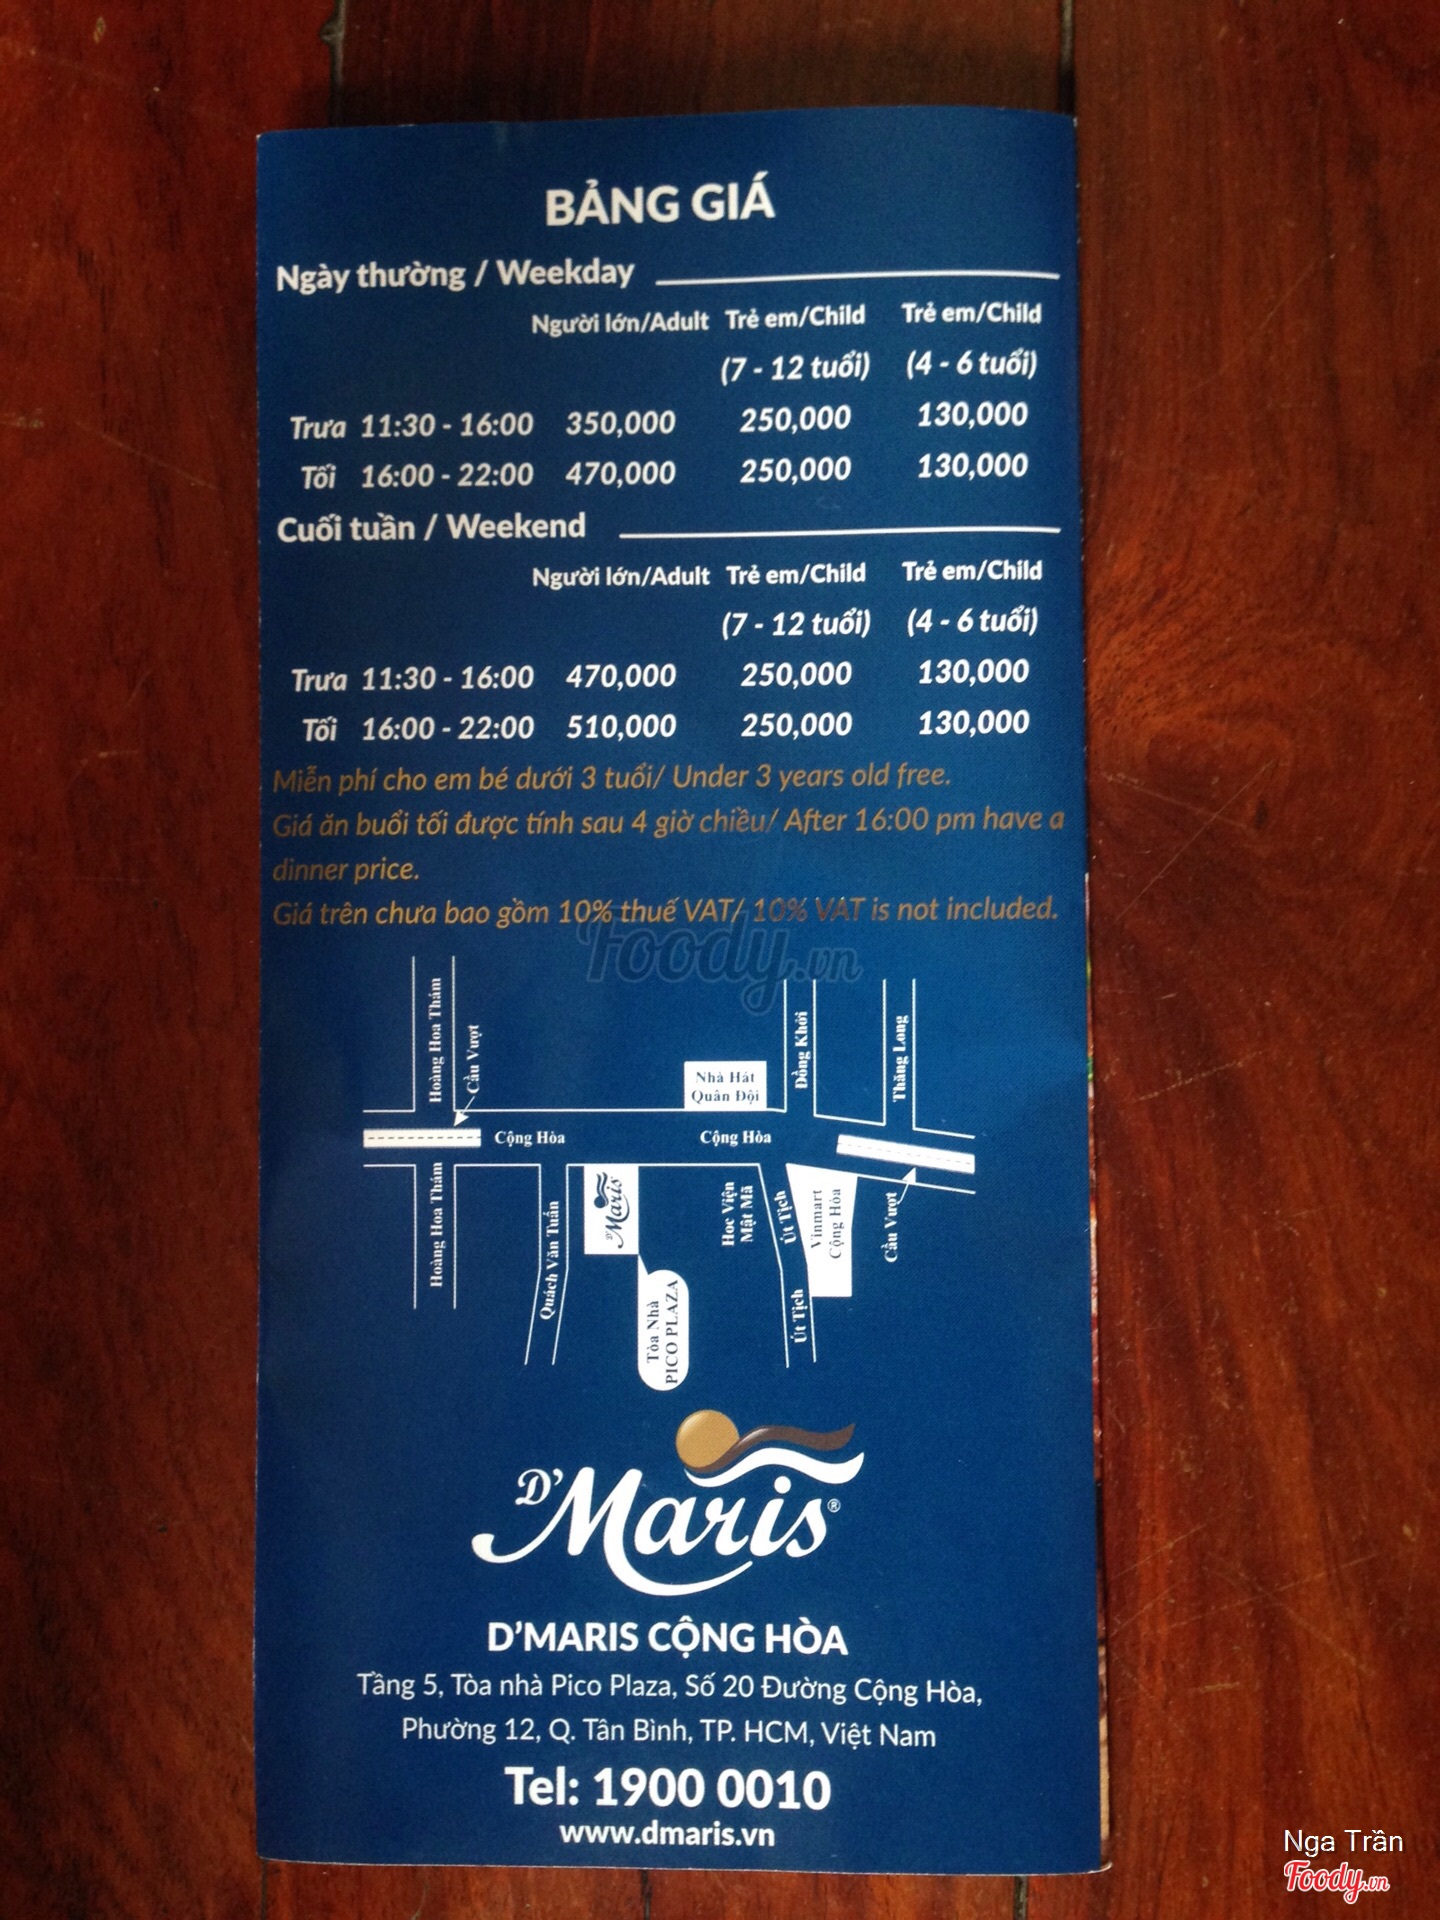 BẢNG GIÁ
Ngày thường / Weekday
Người lớn/Adult Trẻ em/Child Trẻ em/Child
(7 - 12 tuổi) (4 - 6 tuổi)
Trưa 11:30 - 16:00 350,000 250,000 130,000
Tối 16:00 - 22:00 470,000 250,000 130,000
Cuối tuần / Weekend
Người lớn/Adult Trẻ em/Child Trẻ em/Child
(7 - 12 tuổi) (4 - 6 tuổi)
Trưa 11:30 - 16:00 470,000 250,000 130,000
Tối 16:00 - 22:00 510,000 250,000 130,000
Miễn phí cho em bé dưới 3 tuổi/ Under 3 years old free.
Giá ăn buổi tối được tính sau 4 giờ chiều/ After 16:00 pm have a
dinner price.
Giá trên chưa bao gồm 10% thuế VAT/ 10% VAT is not included.
Foody.vn
Hoàng Hoa Thám
Cầu Vượt
Nhà Hát
Quân Đội
Đồng Khởi
Thăng Long
Cộng Hòa
Cộng Hòa
Hoàng Hoa Thám
Quách Văn Tuấn
D'Maris
Tòa Nhà
PICO PLAZA
Học Viện
Mật Mã
Út Tịch
Út Tịch
Vinmart
Cộng Hòa
Cầu Vượt
D'Maris®
D'MARIS CỘNG HÒA
Tầng 5, Tòa nhà Pico Plaza, Số 20 Đường Cộng Hòa,
Phường 12, Q. Tân Bình, TP. HCM, Việt Nam
Tel: 1900 0010
www.dmaris.vn
Nga Trần
Foody.vn